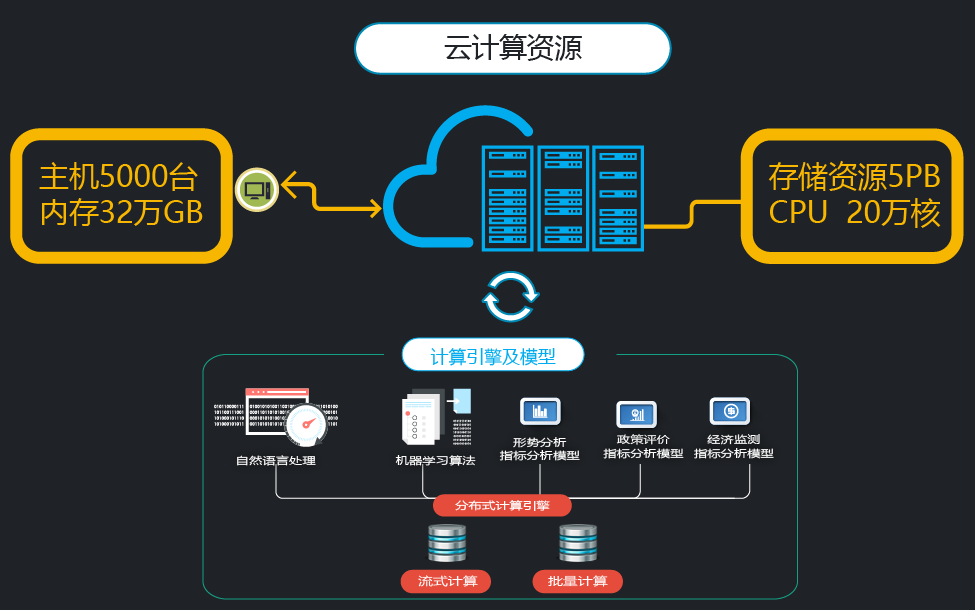 云计算资源
主机5000台
内存32万GB
存储资源5PB
CPU 20万核
计算引擎及模型
自然语言处理
机器学习算法
形势分析
指标分析模型
政策评价
指标分析模型
经济监测
指标分析模型
分布式计算引擎
流式计算
批量计算